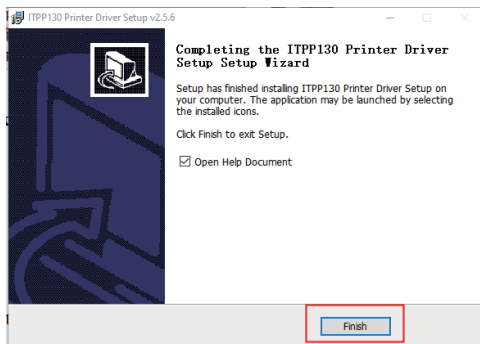 ITPP130 Printer Driver Setup v2.5.6
Completing the ITPP130 Printer Driver
Setup Setup Wizard
Setup has finished installing ITPP130 Printer Driver Setup on
your computer. The application may be launched by selecting
the installed icons.
Click Finish to exit Setup.
Open Help Document
Finish